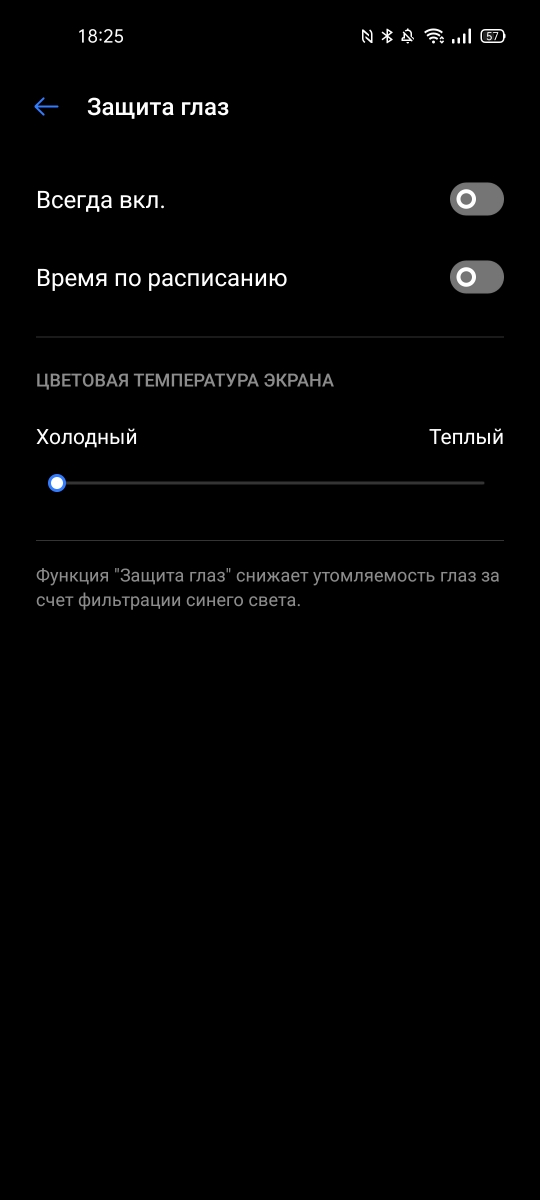 18:25 57
Защита глаз
Всегда вкл.
Время по расписанию
ЦВЕТОВАЯ ТЕМПЕРАТУРА ЭКРАНА
Холодный Теплый
Функция "Защита глаз" снижает утомляемость глаз за
счет фильтрации синего света.